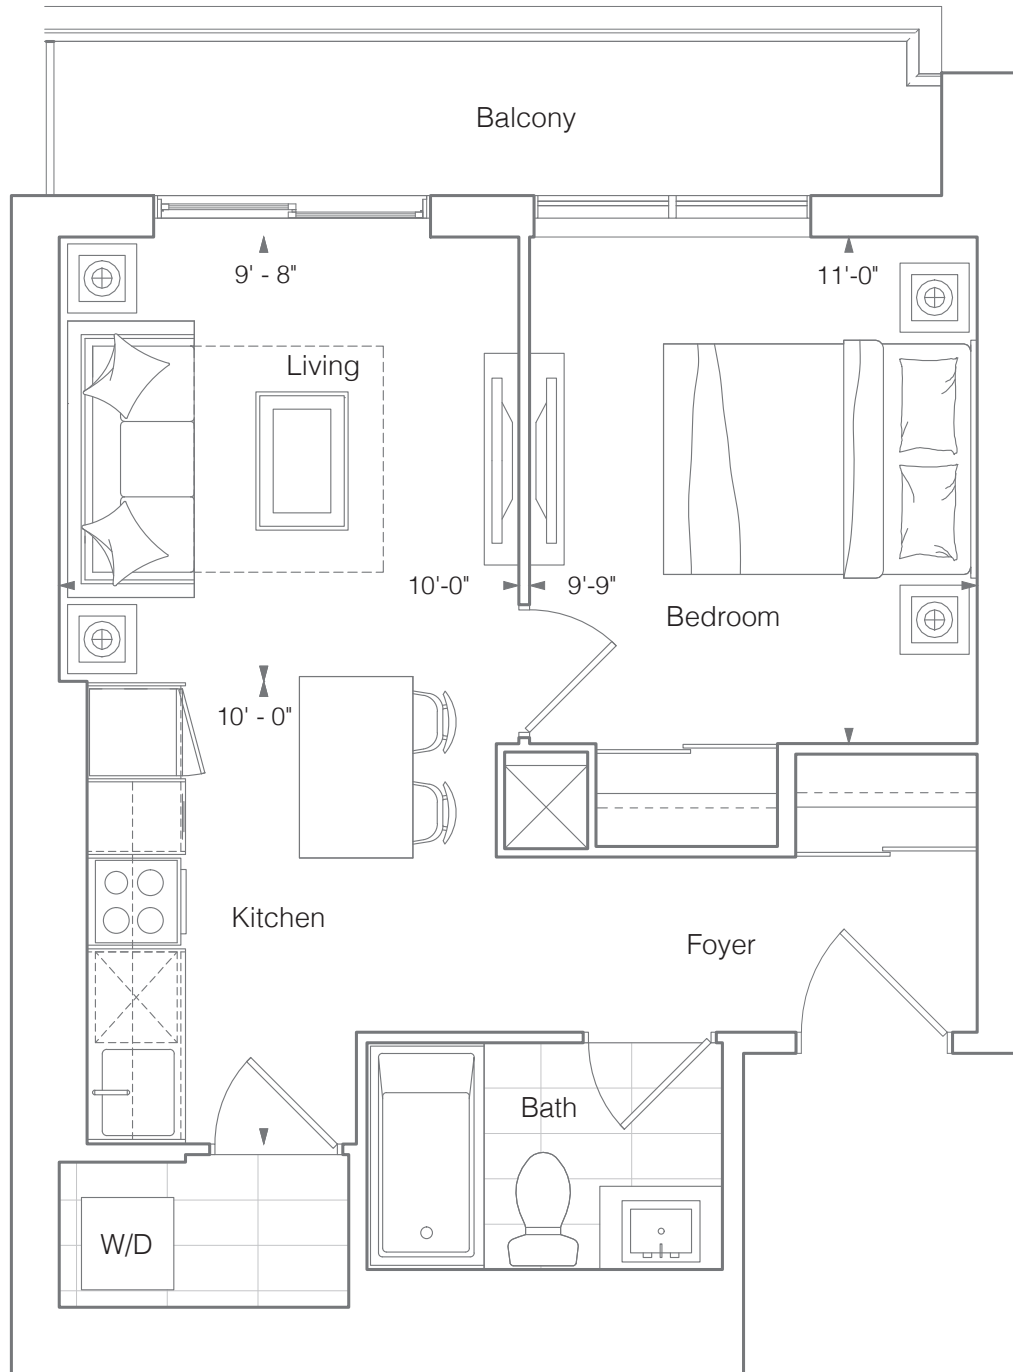 Balcony
9' - 8"
11'-0"
Living
10'-0"
9'-9"
Bedroom
10' - 0"
Kitchen
Foyer
Bath
W/D